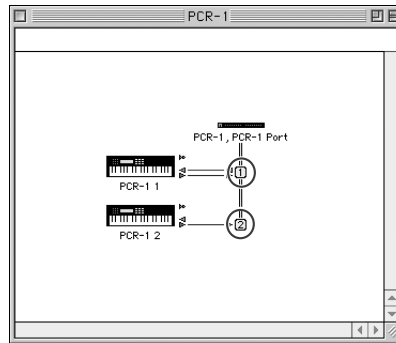 PCR-1
PCR-1, PCR-1 Port
1
PCR-1 1
2
PCR-1 2